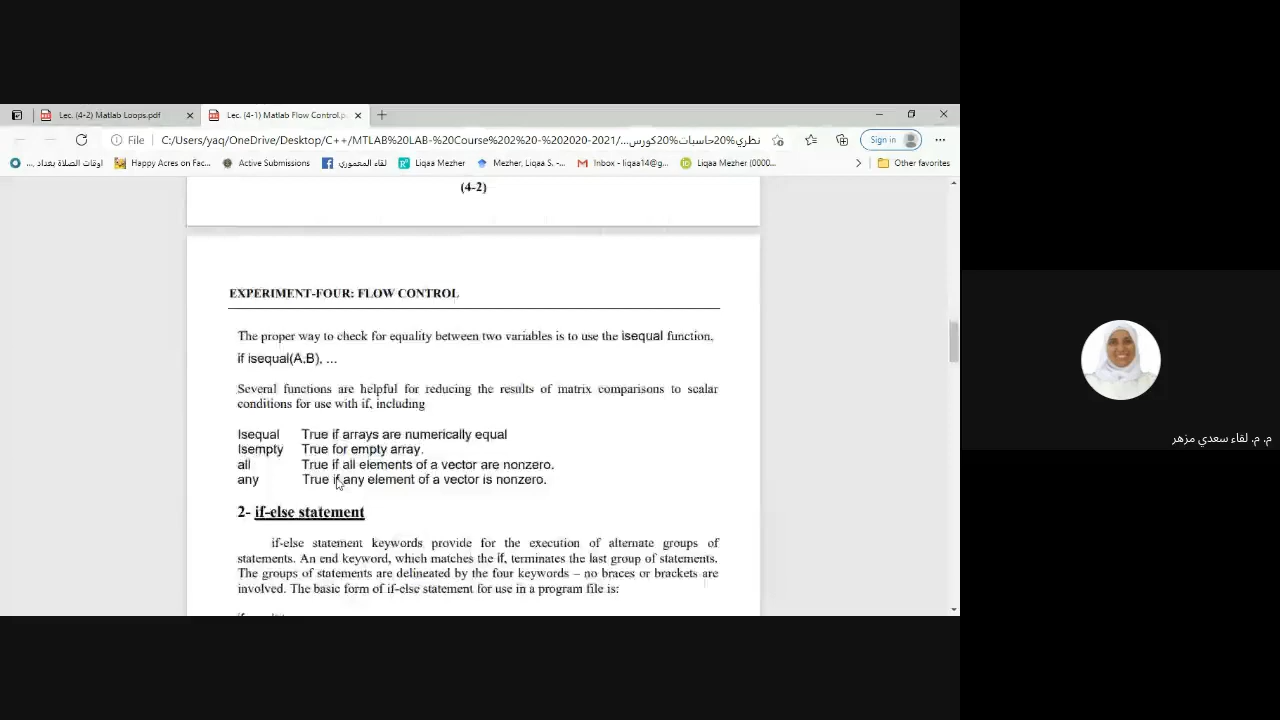 Lec. (4-2) Matlab Loops.pdf
Lec. (4-1) Matlab Flow Control.p
File
C:/Users/yaq/OneDrive/Desktop/C++/MTLAB%20LAB-%20Course%202%20-%202020-2021/نظري%20حاسبات%20كورس...
Sign in
اوقات الصلاة بغداد , ...
Happy Acres on Fac...
Active Submissions
لقاء المعموري
Liqaa Mezher
Mezher, Liqaa S. -...
Inbox - liqaa14@g...
Liqaa Mezher (0000...
Other favorites
(4-2)
EXPERIMENT-FOUR: FLOW CONTROL
The proper way to check for equality between two variables is to use the isequal function,
if isequal(A,B), ...
Several functions are helpful for reducing the results of matrix comparisons to scalar
conditions for use with if, including
Isequal True if arrays are numerically equal
Isempty True for empty array.
all True if all elements of a vector are nonzero.
any True if any element of a vector is nonzero.
2- if-else statement
if-else statement keywords provide for the execution of alternate groups of
statements. An end keyword, which matches the if, terminates the last group of statements.
The groups of statements are delineated by the four keywords – no braces or brackets are
involved. The basic form of if-else statement for use in a program file is:
م. م. لقاء سعدي مزهر